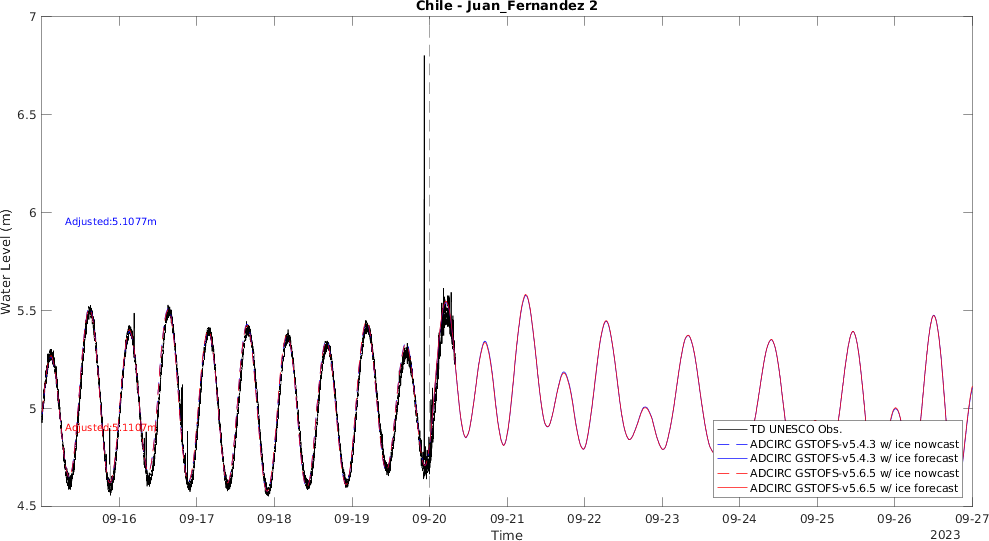 Chile - Juan_Fernandez 2
7
6.5
6
5.5
5
4.5
Water Level (m)
Adjusted:5.1077m
Adjusted:5.1107m
TD UNESCO Obs.
ADCIRC GSTOFS-v5.4.3 w/ ice nowcast
ADCIRC GSTOFS-v5.4.3 w/ ice forecast
ADCIRC GSTOFS-v5.6.5 w/ ice nowcast
ADCIRC GSTOFS-v5.6.5 w/ ice forecast
09-16 09-17 09-18 09-19 09-20 09-21 09-22 09-23 09-24 09-25 09-26 09-27
Time
2023